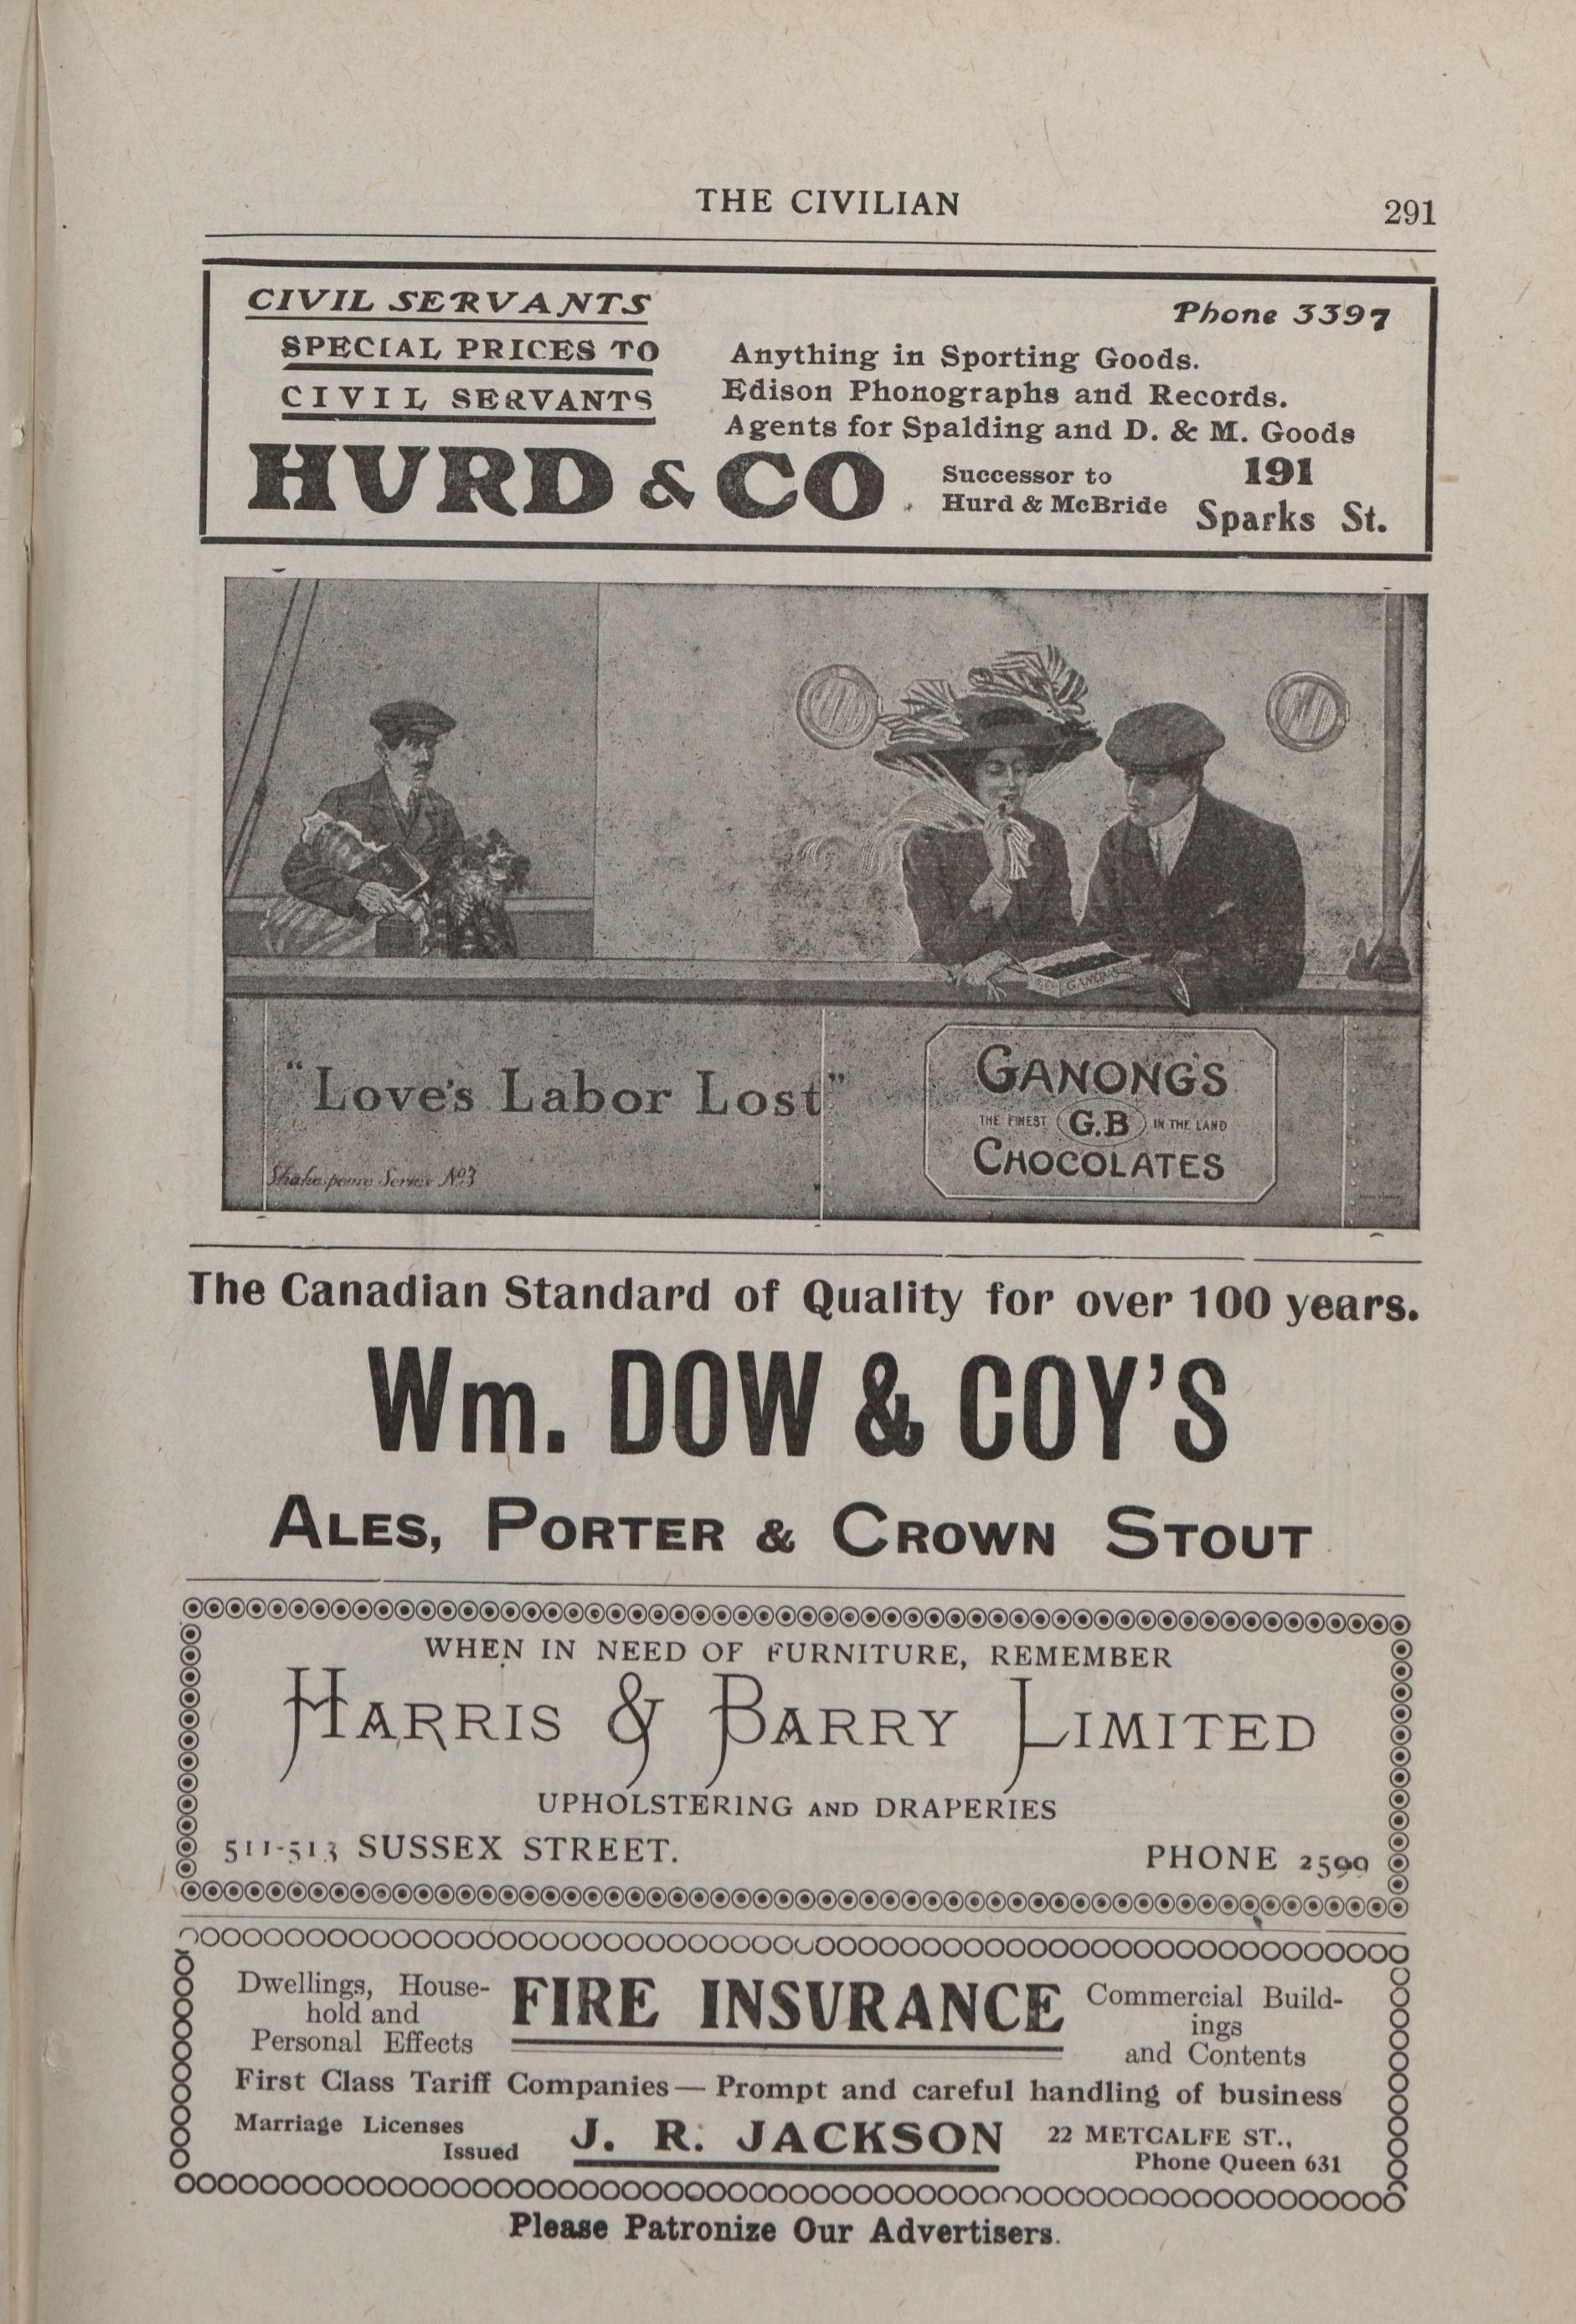 THE CIVILIAN 291
CIVIL SERVANTS
SPECIAL PRICES TO
CIVIL SERVANTS
Phone 3397
Anything in Sporting Goods.
Edison Phonographs and Records.
Agents for Spalding and D. & M. Goods
HURD & CO.
Successor to
Hurd & McBride
191
Sparks St.
GANONG'S
"Love's Labor Lost"
Shakespeare Series No 3
GANONG'S
THE FINEST G.B IN THE LAND
CHOCOLATES
The Canadian Standard of Quality for over 100 years.
Wm. DOW & COY'S
ALES, PORTER & CROWN STOUT
WHEN IN NEED OF FURNITURE, REMEMBER
HARRIS & BARRY LIMITED
UPHOLSTERING AND DRAPERIES
511-513 SUSSEX STREET. PHONE 2590
Dwellings, House-
hold and
Personal Effects
FIRE INSURANCE
Commercial Build-
ings
and Contents
First Class Tariff Companies — Prompt and careful handling of business
Marriage Licenses
Issued
J. R. JACKSON
22 METCALFE ST.,
Phone Queen 631
Please Patronize Our Advertisers.